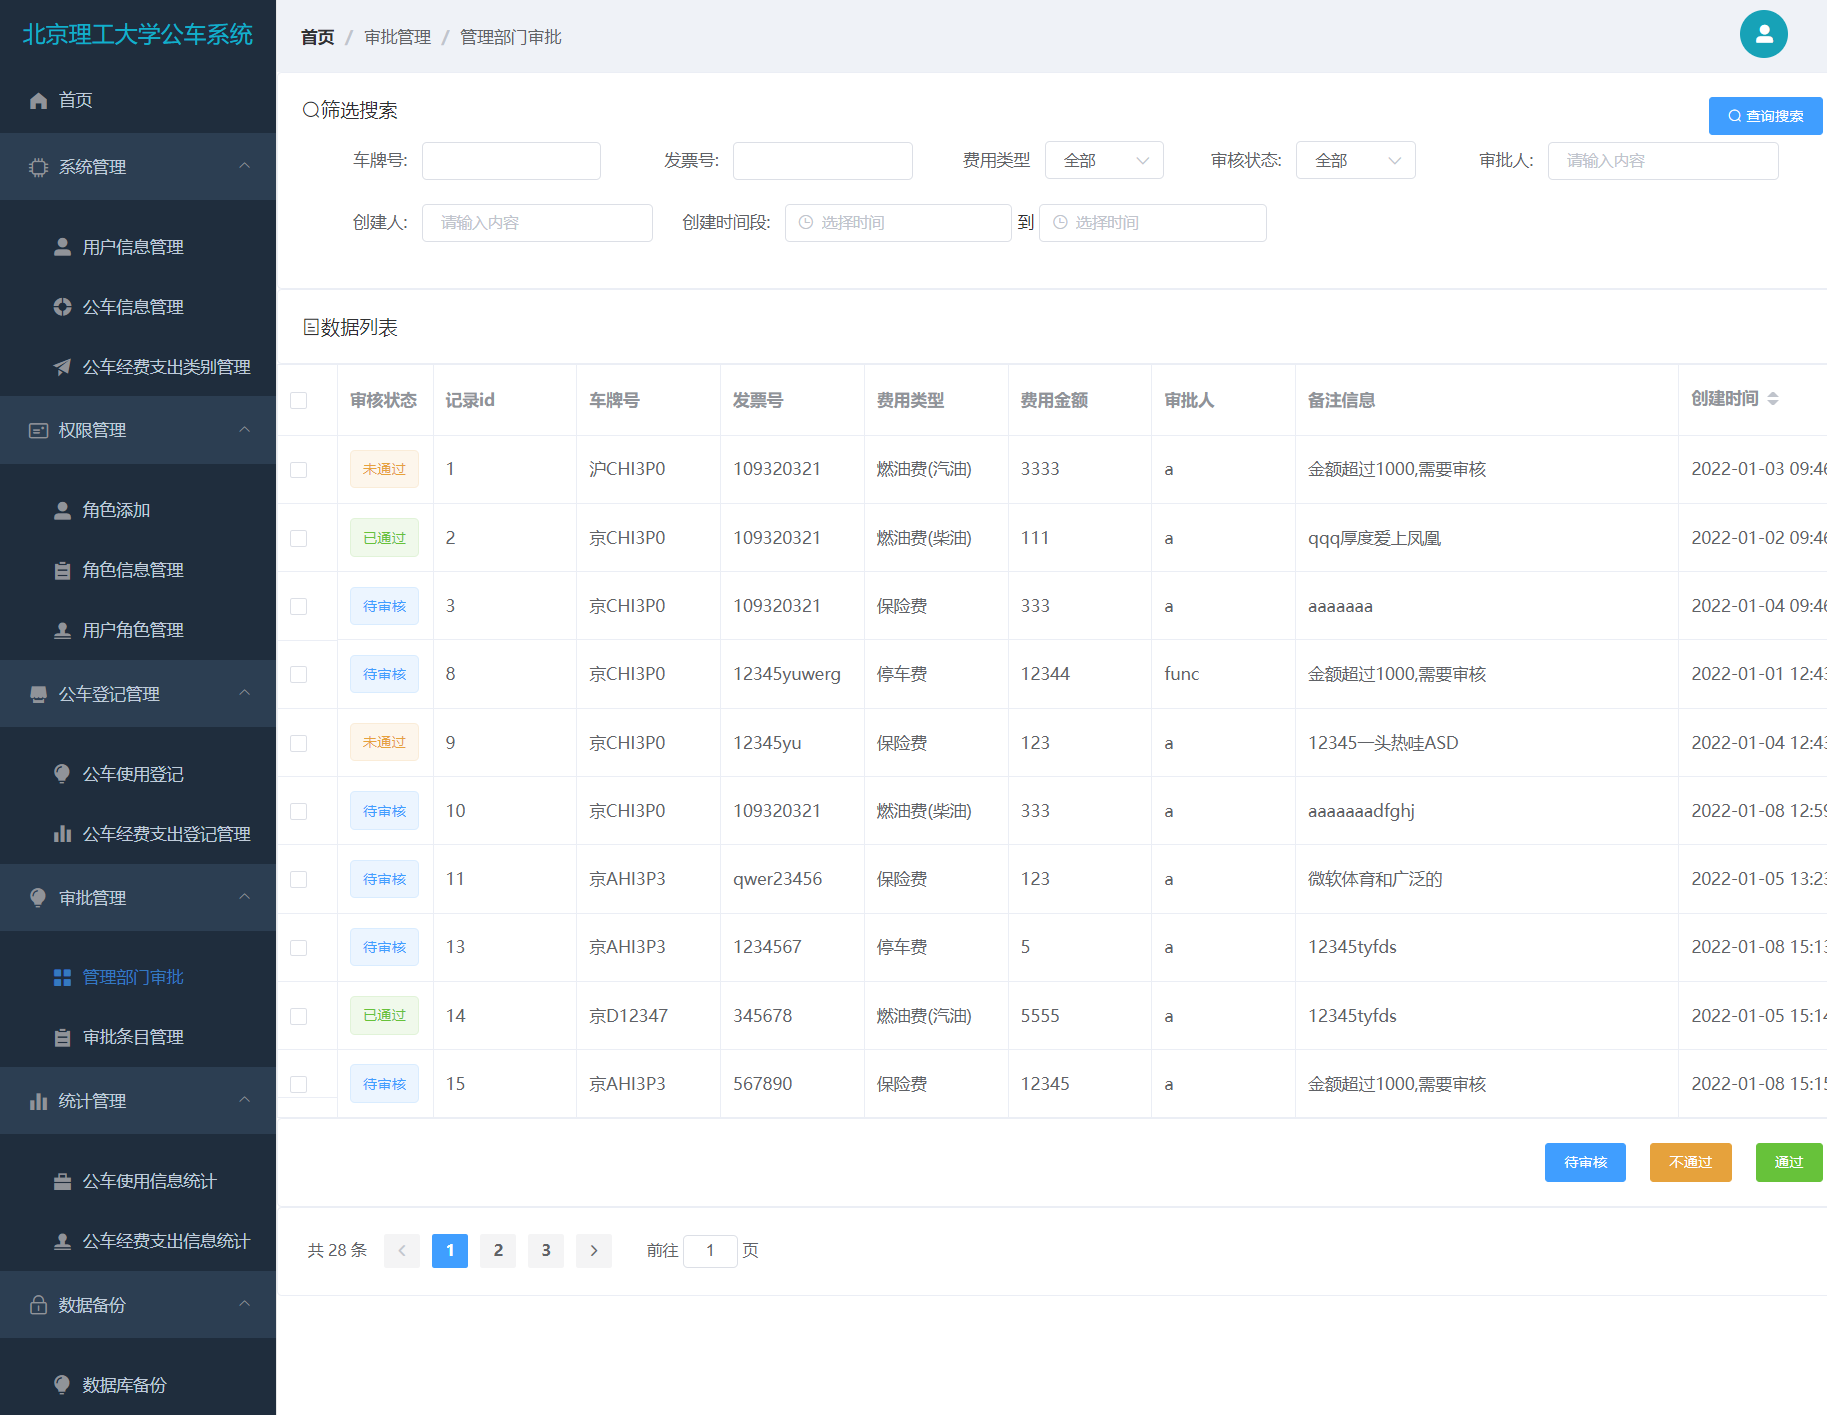 北京理工大学公车系统
首页
系统管理
用户信息管理
公车信息管理
公车经费支出类别管理
权限管理
角色添加
角色信息管理
用户角色管理
公车登记管理
公车使用登记
公车经费支出登记管理
审批管理
管理部门审批
审批条目管理
统计管理
公车使用信息统计
公车经费支出信息统计
数据备份
数据库备份
首页 / 审批管理 / 管理部门审批
筛选搜索
查询搜索
车牌号: 发票号: 费用类型 全部 审核状态: 全部 审批人: 请输入内容
创建人: 请输入内容 创建时间段: 选择时间 到 选择时间
数据列表
审核状态 记录id 车牌号 发票号 费用类型 费用金额 审批人 备注信息 创建时间
未通过 1 沪CHI3P0 109320321 燃油费(汽油) 3333 a 金额超过1000,需要审核 2022-01-03 09:46
已通过 2 京CHI3P0 109320321 燃油费(柴油) 111 a qqq厚度爱上凤凰 2022-01-02 09:46
待审核 3 京CHI3P0 109320321 保险费 333 a aaaaaaa 2022-01-04 09:46
待审核 8 京CHI3P0 12345yuwerg 停车费 12344 func 金额超过1000,需要审核 2022-01-01 12:43
未通过 9 京CHI3P0 12345yu 保险费 123 a 12345一头热哇ASD 2022-01-04 12:43
待审核 10 京CHI3P0 109320321 燃油费(柴油) 333 a aaaaaaadfghj 2022-01-08 12:59
待审核 11 京AHI3P3 qwer23456 保险费 123 a 微软体育和广泛的 2022-01-05 13:23
待审核 13 京AHI3P3 1234567 停车费 5 a 12345tyfds 2022-01-08 15:13
已通过 14 京D12347 345678 燃油费(汽油) 5555 a 12345tyfds 2022-01-05 15:14
待审核 15 京AHI3P3 567890 保险费 12345 a 金额超过1000,需要审核 2022-01-08 15:15
待审核 不通过 通过
共 28 条 1 2 3 前往 1 页